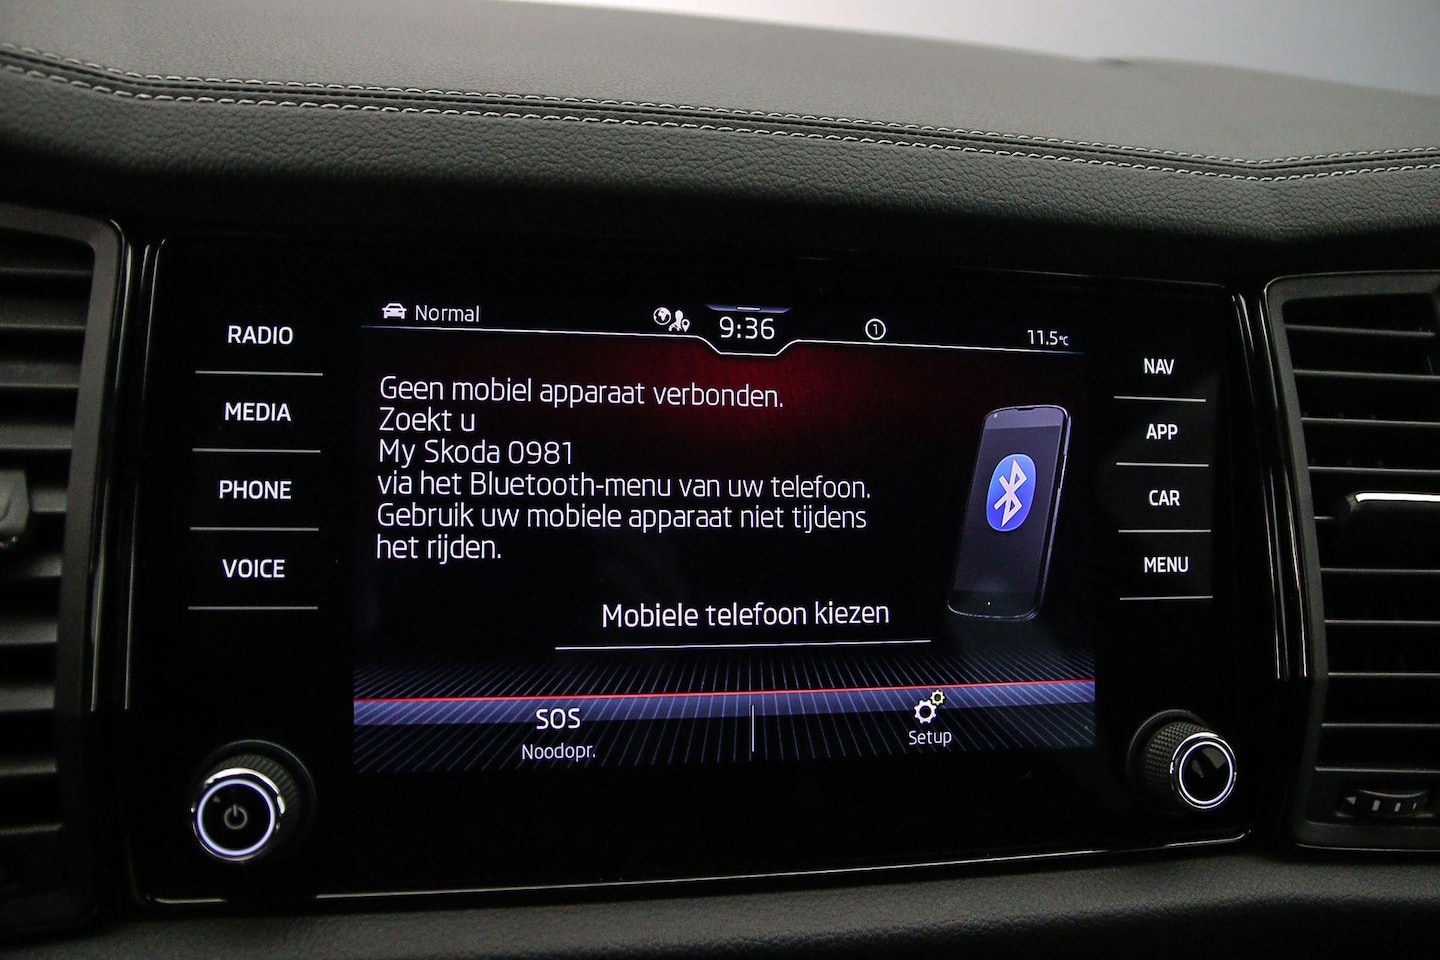 Normal
9:36
1
11.5°C
RADIO
MEDIA
PHONE
VOICE
Geen mobiel apparaat verbonden.
Zoekt u
My Skoda 0981
via het Bluetooth-menu van uw telefoon.
Gebruik uw mobiele apparaat niet tijdens
het rijden.
Mobiele telefoon kiezen
SOS
Noodopr.
Setup
NAV
APP
CAR
MENU